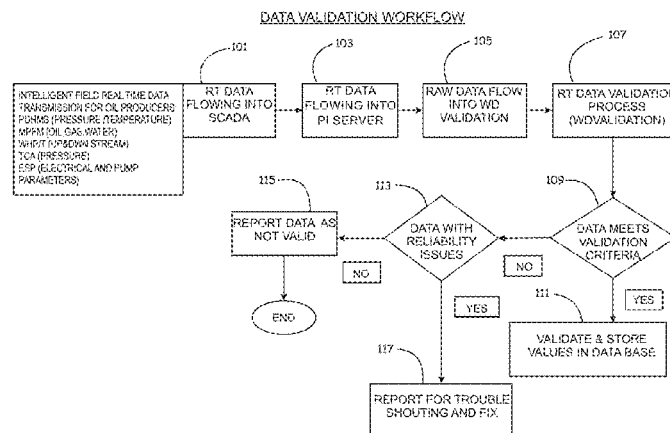 DATA VALIDATION WORKFLOW
101
103
105
107
INTELLIGENT FIELD REAL TIME DATA
TRANSMISSION FOR OIL PRODUCERS
PDHMS (PRESSURE /TEMPERATURE)
MPFM (OIL GAS,WATER)
WHP/T (UP&DWN STREAM)
TCA (PRESSURE)
ESP (ELECTRICAL AND PUMP
PARAMETERS)
RT DATA
FLOWING INTO
SCADA
RT DATA
FLOWING INTO
PI SERVER
RAW DATA FLOW
INTO WD
VALIDATION
RT DATA VALIDATION
PROCESS
(WDVALIDATION)
115
113
109
REPORT DATA AS
NOT VALID
DATA WITH
RELIABILITY
ISSUES
DATA MEETS
VALIDATION
CRITERIA
NO
NO
YES
END
YES
111
VALIDATE & STORE
VALUES IN DATA BASE
117
REPORT FOR TROUBLE
SHOUTING AND FIX